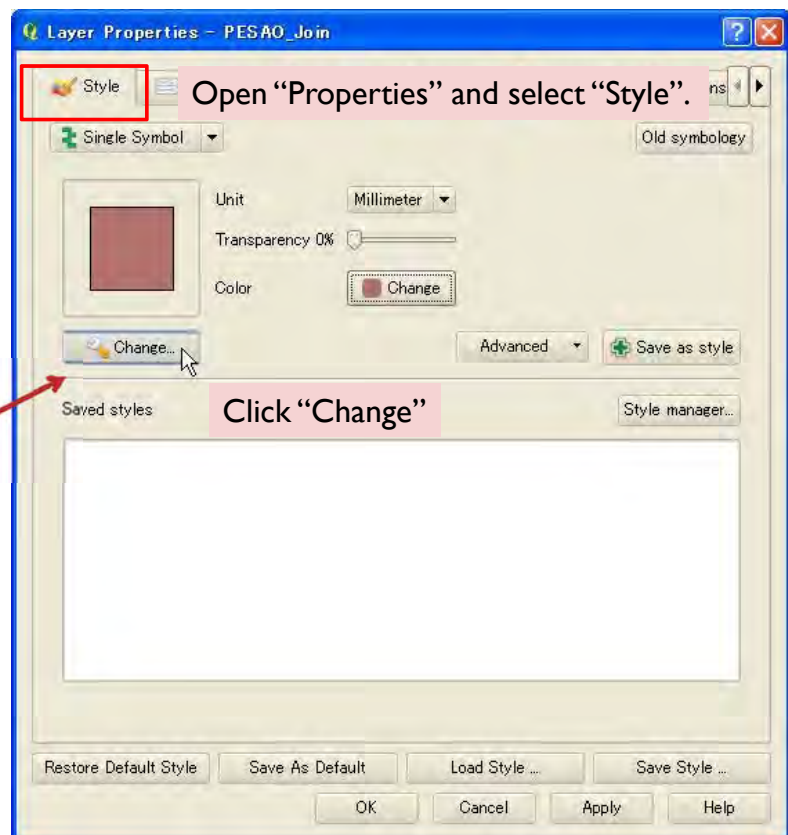 Layer Properties - PESAO_Join
Style
Open “Properties” and select “Style”.
ns
Single Symbol
Old symbology
Unit
Millimeter
Transparency 0%
Color
Change
Change...
Advanced
Save as style
Saved styles
Click “Change”
Style manager...
Restore Default Style
Save As Default
Load Style ...
Save Style ...
OK
Cancel
Apply
Help